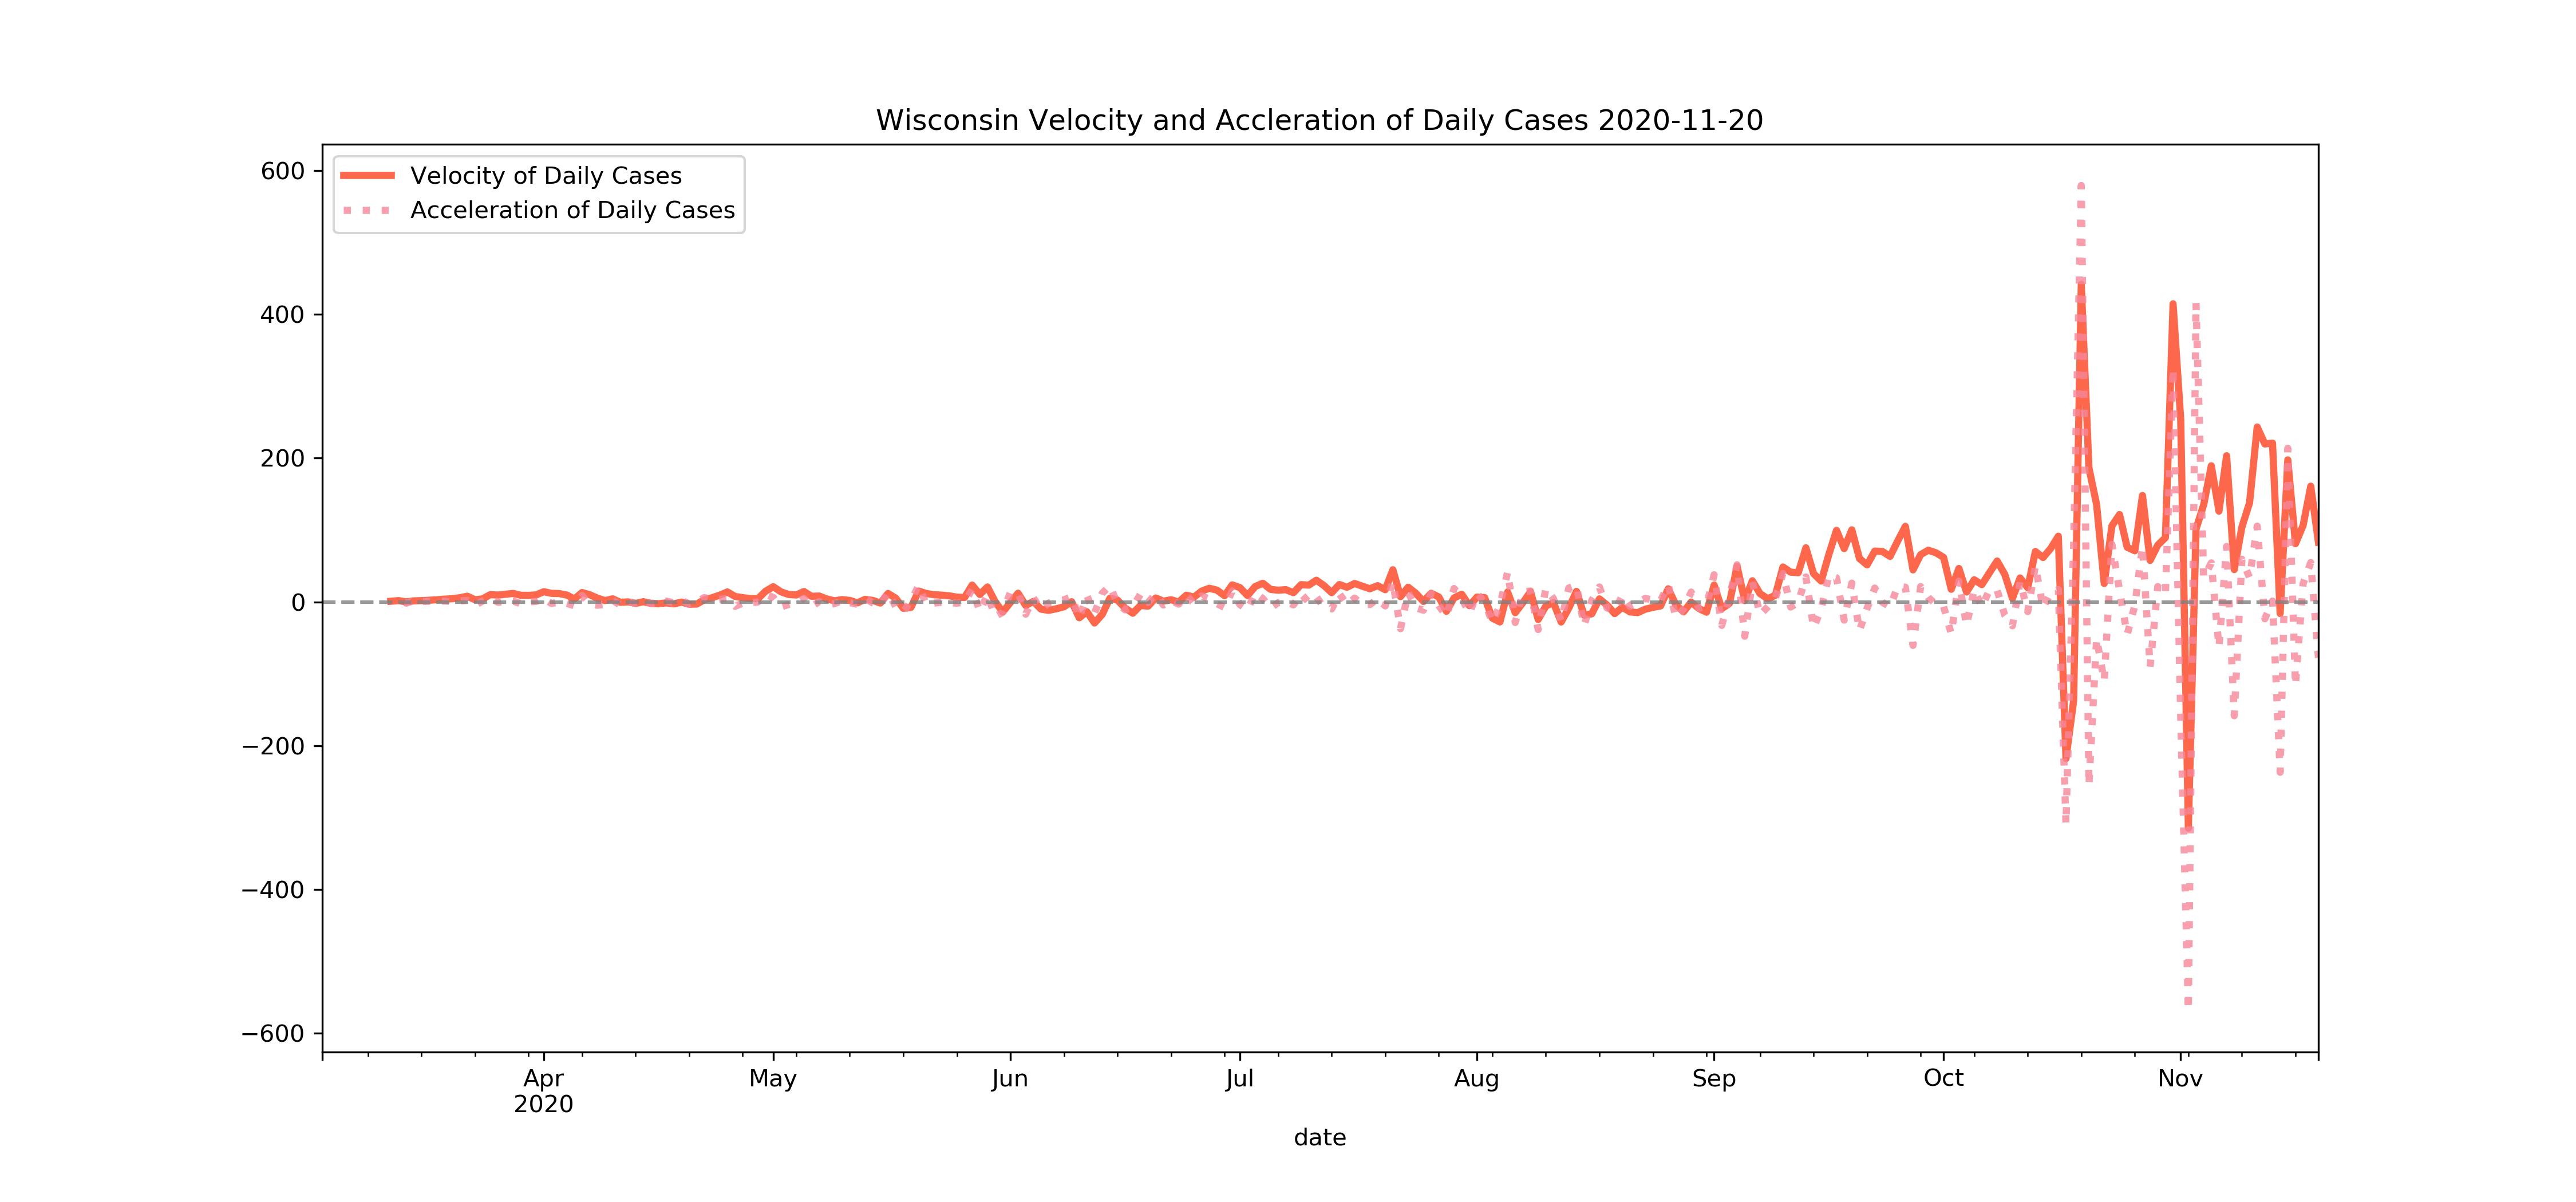 Wisconsin Velocity and Accleration of Daily Cases 2020-11-20
600
400
200
0
−200
−400
−600
Velocity of Daily Cases
Acceleration of Daily Cases
Apr
2020
May
Jun
Jul
Aug
Sep
Oct
Nov
date